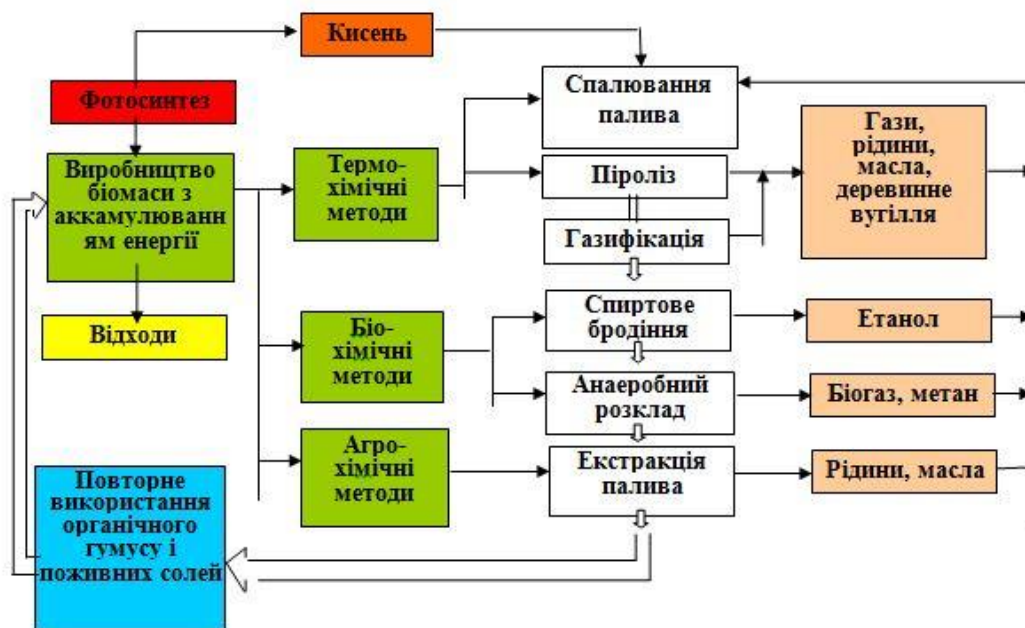 Кисень
Фотосинтез
Спалювання
палива
Гази,
рідини,
масла,
деревинне
вугілля
Виробництво
біомаси з
аккамулюванн
ям енергії
Термо-
хімічні
методи
Піроліз
Газифікація
Відходи
Біо-
хімічні
методи
Спиртове
бродіння
Етанол
Анаеробний
розклад
Біогаз, метан
Агро-
хімічні
методи
Екстракція
палива
Рідини, масла
Повторне
використання
органічного
гумусу і
поживних солей